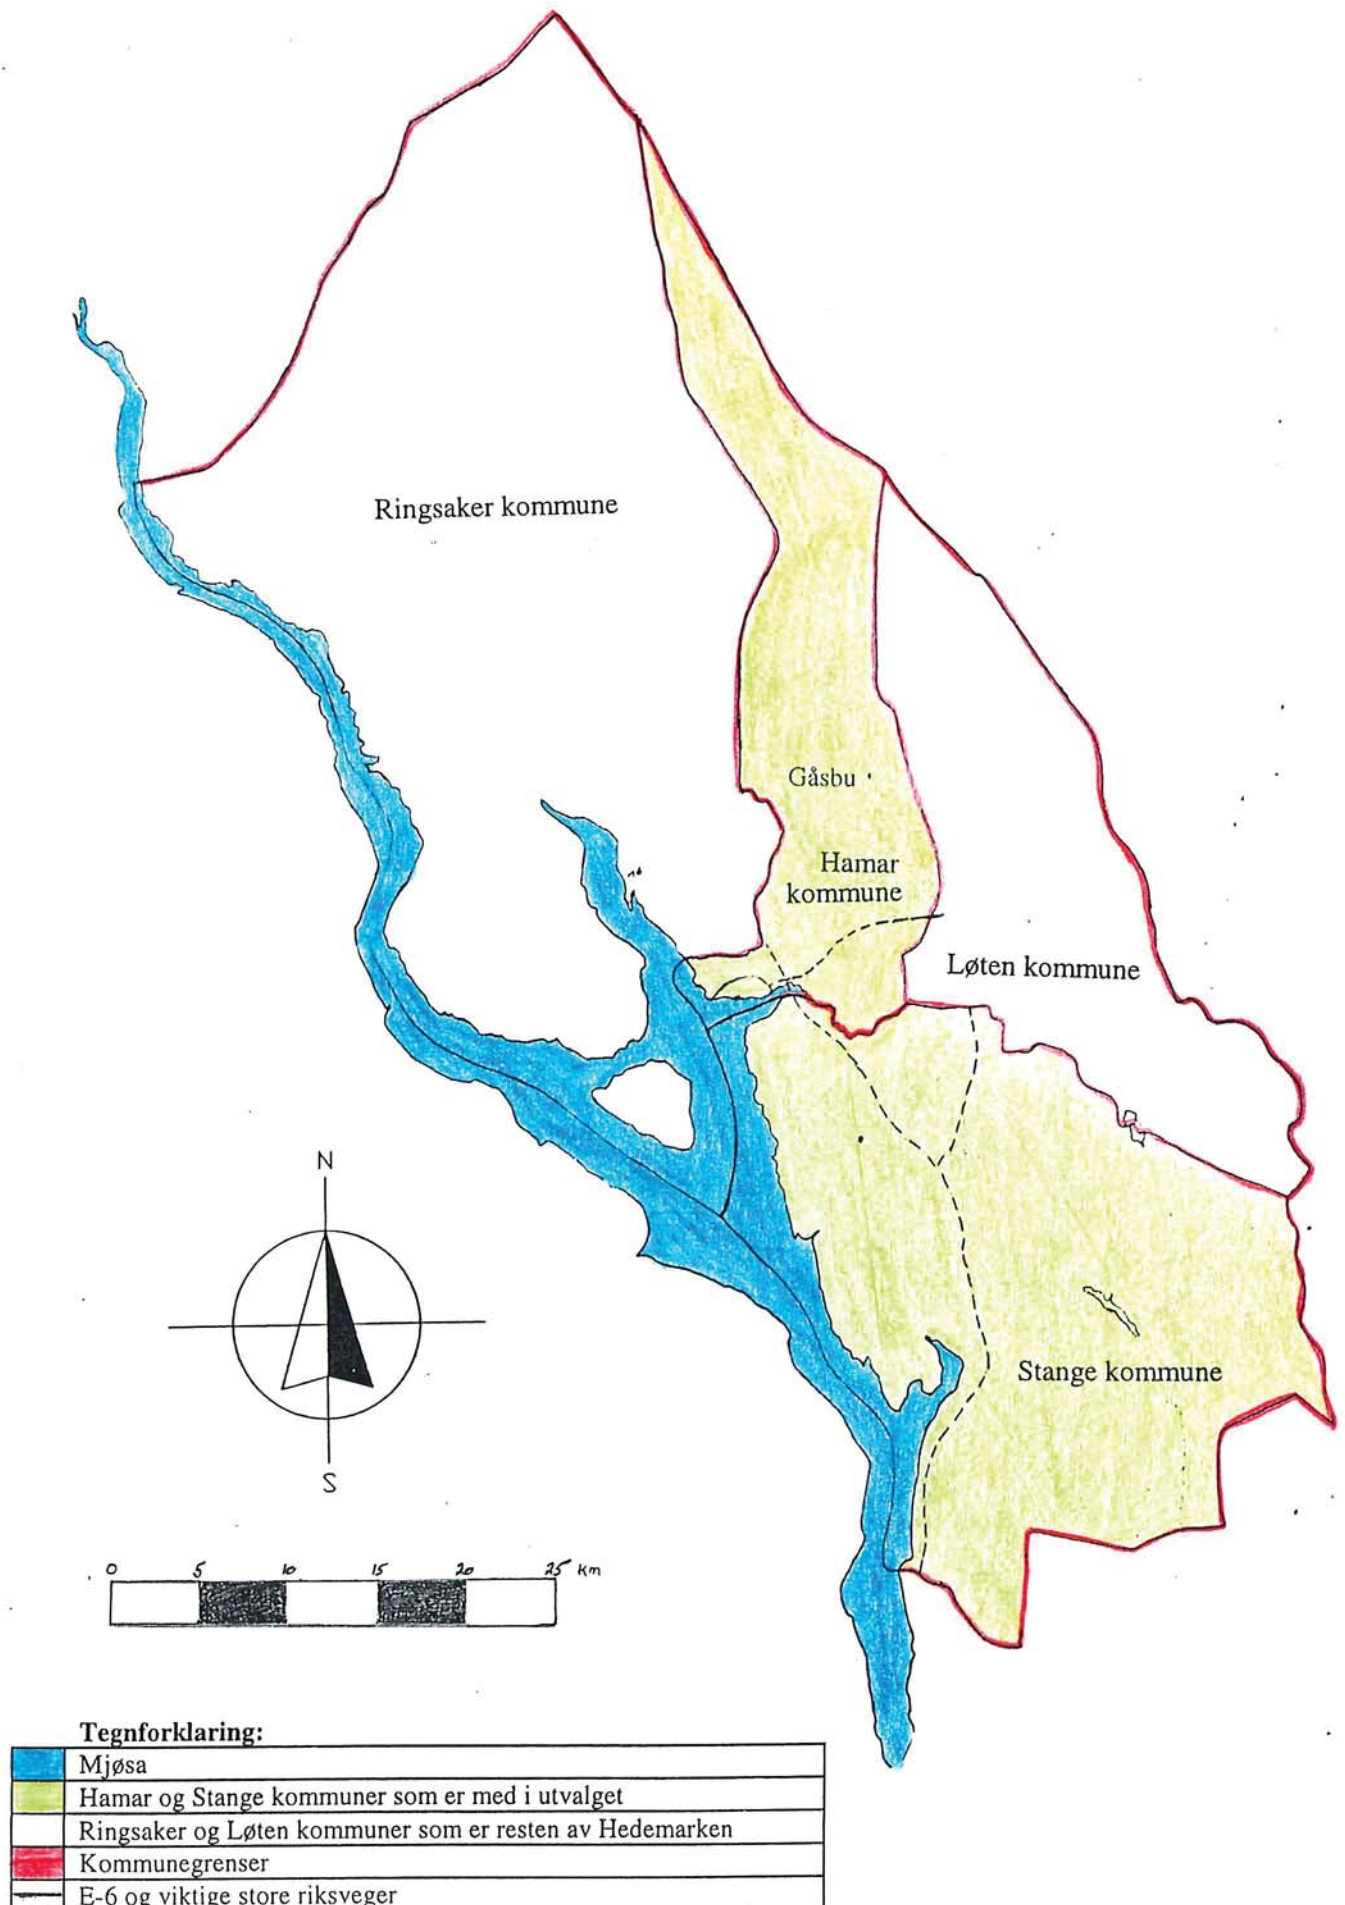 Ringsaker kommune
Gåsbu
Hamar
kommune
Løten kommune
N
Stange kommune
S
0 5 10 15 20 25 km
Tegnforklaring:
Mjøsa
Hamar og Stange kommuner som er med i utvalget
Ringsaker og Løten kommuner som er resten av Hedemarken
Kommunegrenser
E-6 og viktige store riksveger